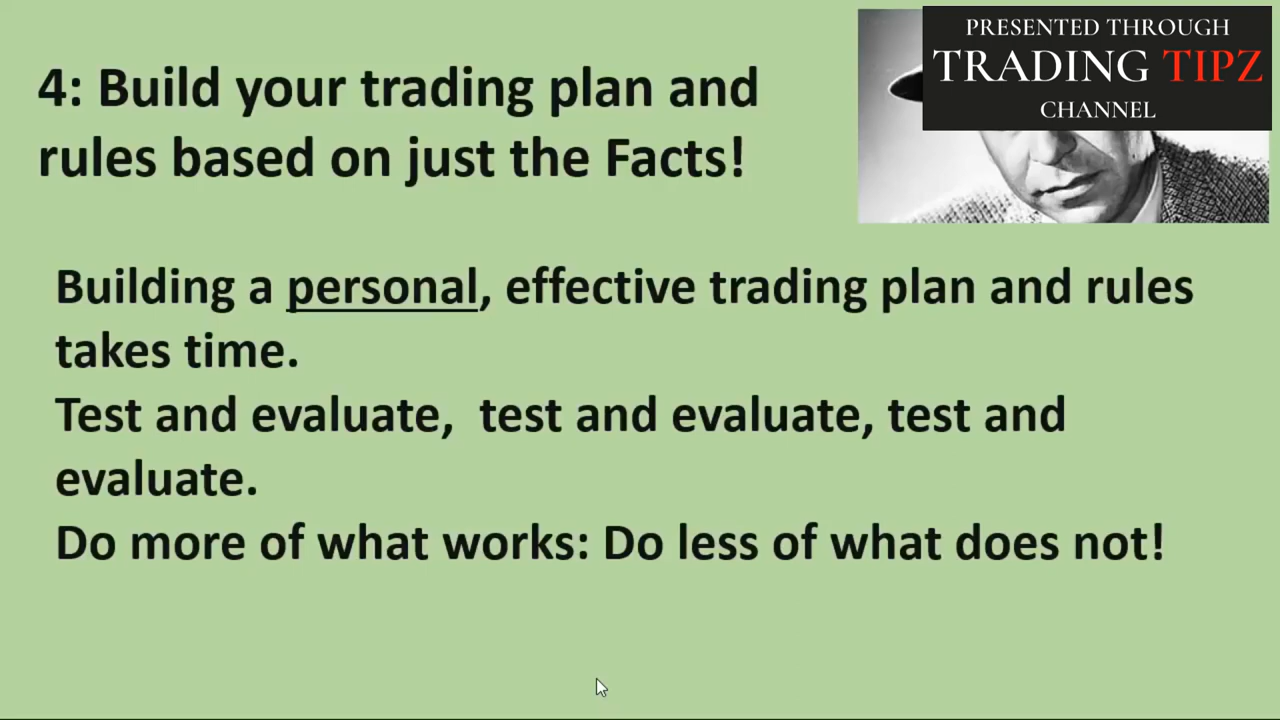 4: Build your trading plan and
rules based on just the Facts!
PRESENTED THROUGH
TRADING TIPZ
CHANNEL
Building a personal, effective trading plan and rules
takes time.
Test and evaluate,  test and evaluate, test and
evaluate.
Do more of what works: Do less of what does not!